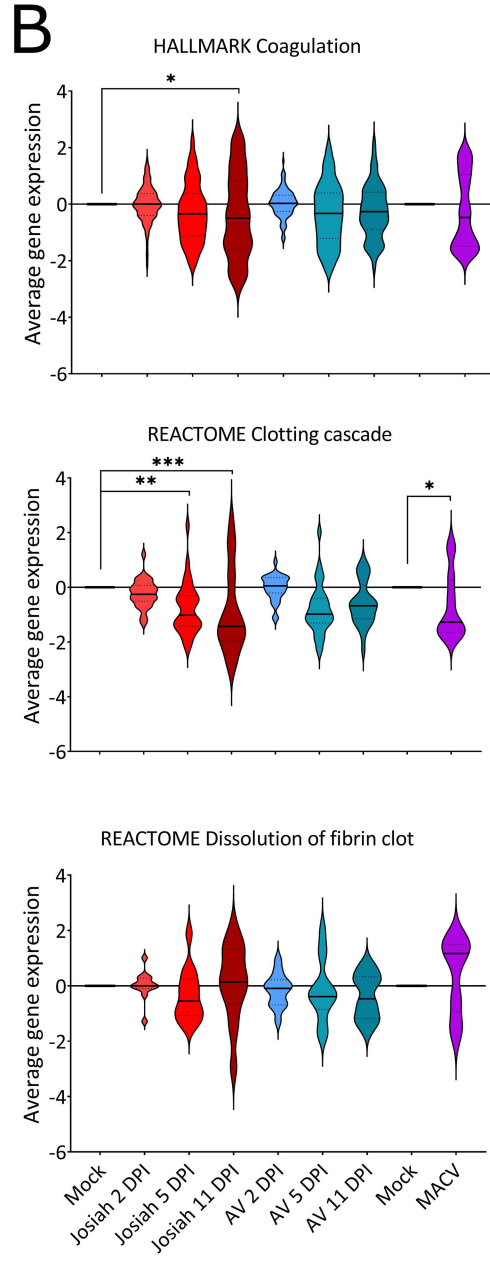 B
HALLMARK Coagulation
*
Average gene expression
4
2
0
-2
-4
-6
REACTOME Clotting cascade
***
**
*
Average gene expression
4
2
0
-2
-4
-6
REACTOME Dissolution of fibrin clot
Average gene expression
4
2
0
-2
-4
-6
Mock
Josiah 2 DPI
Josiah 5 DPI
Josiah 11 DPI
AV 2 DPI
AV 5 DPI
AV 11 DPI
Mock
MACV